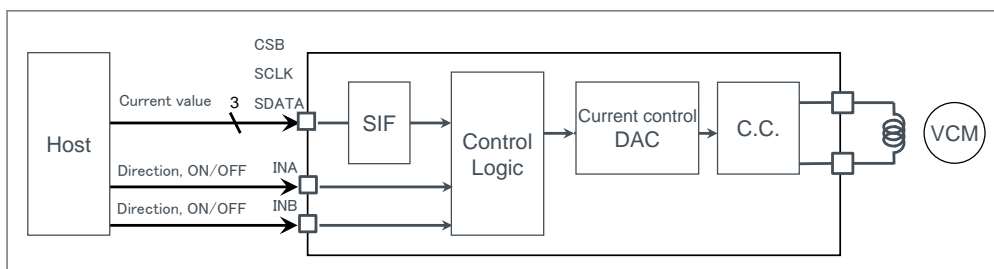 CSB
SCLK
SDATA
Current value
3
Host
Direction, ON/OFF
INA
Direction, ON/OFF
INB
SIF
Control
Logic
Current control
DAC
C.C.
VCM